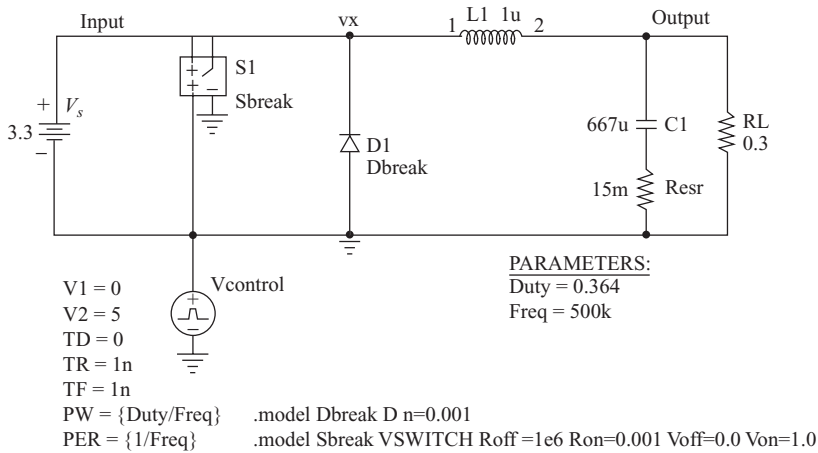 Input
vx
1 L1 1u 2
Output
+ Vs
3.3
−
+
+ −
S1
Sbreak
D1
Dbreak
667u C1
15m Resr
RL
0.3
Vcontrol
+
−
V1 = 0
V2 = 5
TD = 0
TR = 1n
TF = 1n
PW = {Duty/Freq} .model Dbreak D n=0.001
PER = {1/Freq} .model Sbreak VSWITCH Roff =1e6 Ron=0.001 Voff=0.0 Von=1.0
PARAMETERS:
Duty = 0.364
Freq = 500k